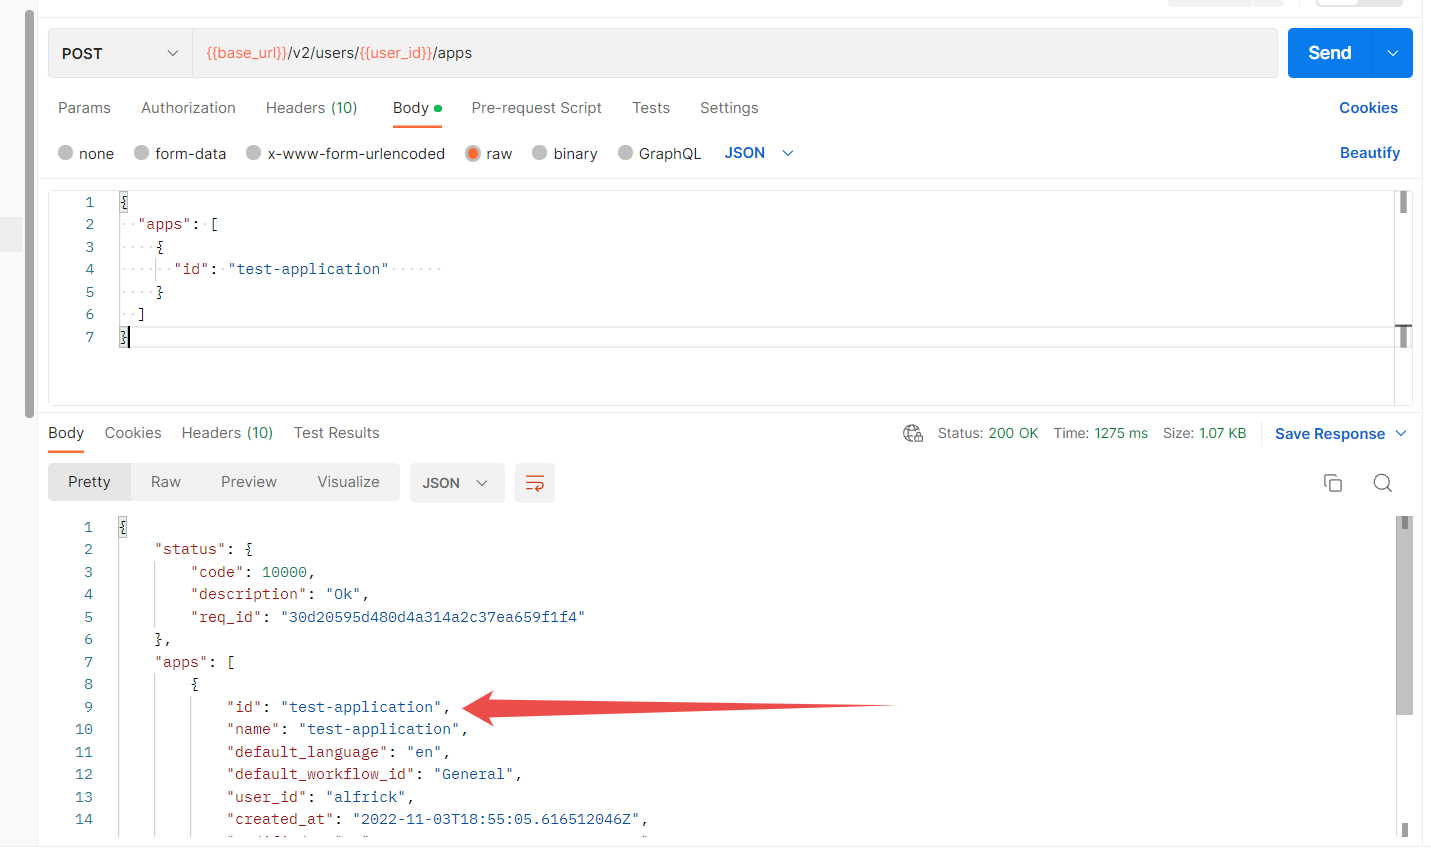 POST {{base_url}}/v2/users/{{user_id}}/apps Send
Params Authorization Headers (10) Body Pre-request Script Tests Settings Cookies
none form-data x-www-form-urlencoded raw binary GraphQL JSON Beautify
1 {
2 "apps": [
3 {
4 "id": "test-application"
5 }
6 ]
7 }
Body Cookies Headers (10) Test Results Status: 200 OK Time: 1275 ms Size: 1.07 KB Save Response
Pretty Raw Preview Visualize JSON
1 {
2 "status": {
3 "code": 10000,
4 "description": "Ok",
5 "req_id": "30d20595d480d4a314a2c37ea659f1f4"
6 },
7 "apps": [
8 {
9 "id": "test-application",
10 "name": "test-application",
11 "default_language": "en",
12 "default_workflow_id": "General",
13 "user_id": "alfrick",
14 "created_at": "2022-11-03T18:55:05.616512046Z",